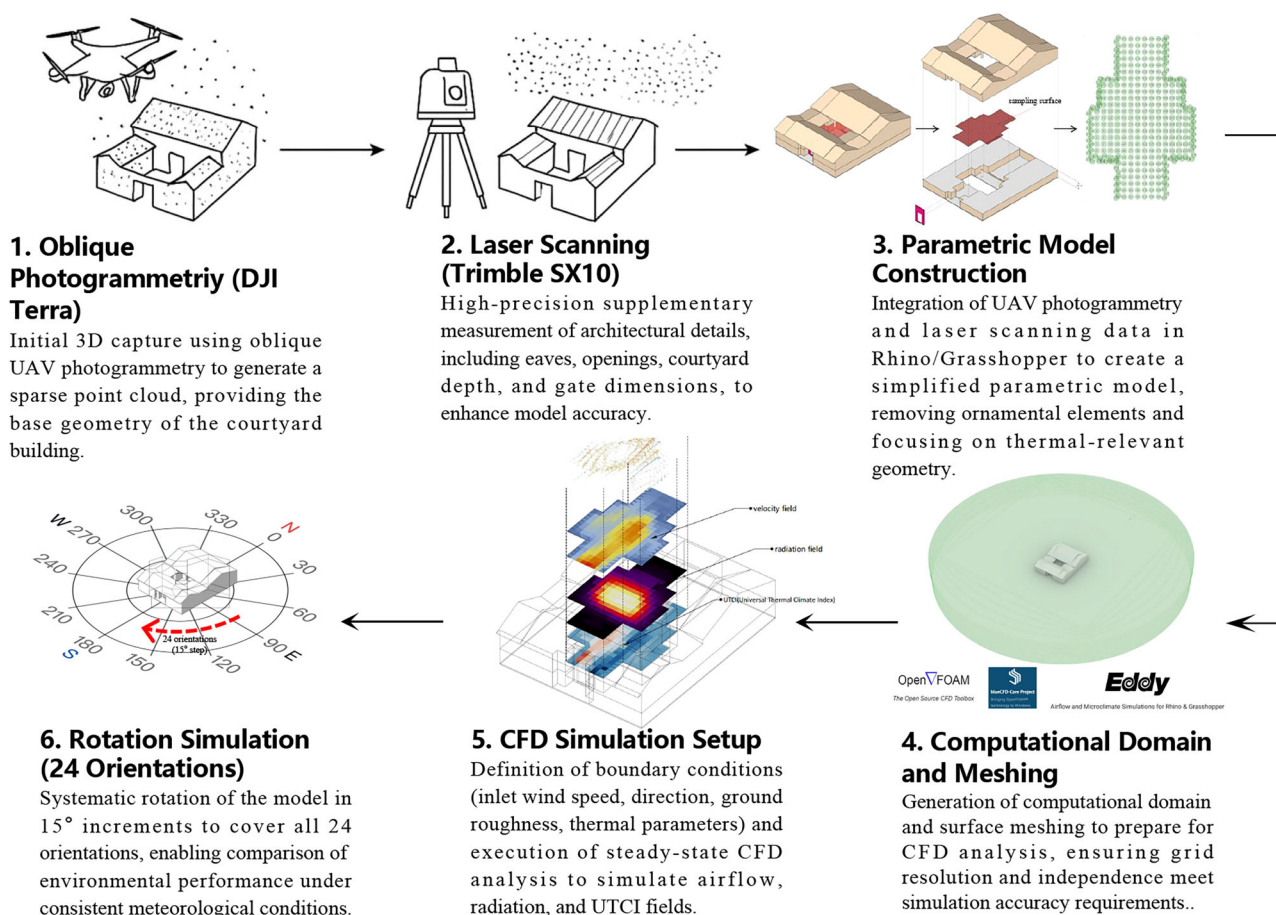 sampling surface
1. Oblique
Photogrammetriy (DJI
Terra)
Initial 3D capture using oblique
UAV photogrammetry to generate a
sparse point cloud, providing the
base geometry of the courtyard
building.
2. Laser Scanning
(Trimble SX10)
High-precision supplementary
measurement of architectural details,
including eaves, openings, courtyard
depth, and gate dimensions, to
enhance model accuracy.
3. Parametric Model
Construction
Integration of UAV photogrammetry
and laser scanning data in
Rhino/Grasshopper to create a
simplified parametric model,
removing ornamental elements and
focusing on thermal-relevant
geometry.
OpenFOAM
The Open Source CFD Toolbox
blueCFD-Core Project
Eddy
Airflow and Microclimate Simulations for Rhino & Grasshopper
4. Computational Domain
and Meshing
Generation of computational domain
and surface meshing to prepare for
CFD analysis, ensuring grid
resolution and independence meet
simulation accuracy requirements..
velocity field
radiation field
UTCI(Universal Thermal Climate Index)
5. CFD Simulation Setup
Definition of boundary conditions
(inlet wind speed, direction, ground
roughness, thermal parameters) and
execution of steady-state CFD
analysis to simulate airflow,
radiation, and UTCI fields.
N
0
30
60
90 E
120
150
180
S
210
240
W 270
300
330
24 orientations
(15° step)
6. Rotation Simulation
(24 Orientations)
Systematic rotation of the model in
15° increments to cover all 24
orientations, enabling comparison of
environmental performance under
consistent meteorological conditions.